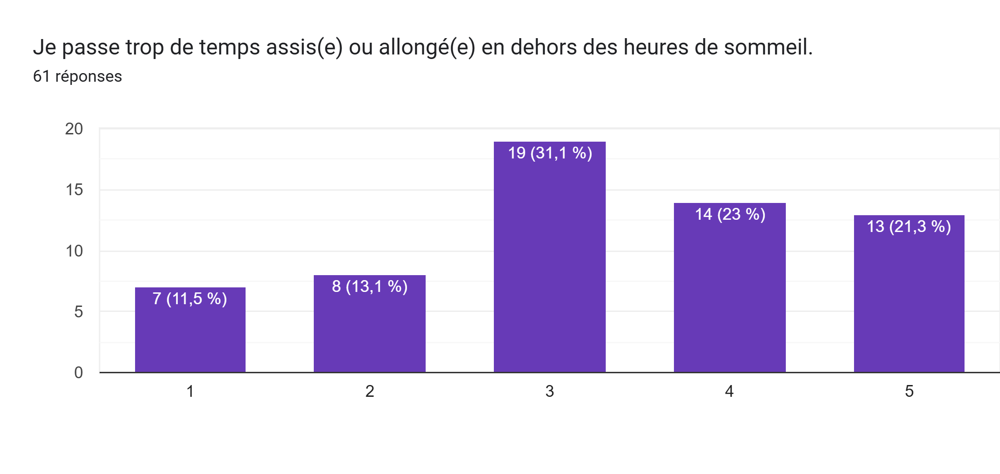 Je passe trop de temps assis(e) ou allongé(e) en dehors des heures de sommeil.
61 réponses
20
15
10
5
0
7 (11,5 %)
8 (13,1 %)
19 (31,1 %)
14 (23 %)
13 (21,3 %)
1 2 3 4 5